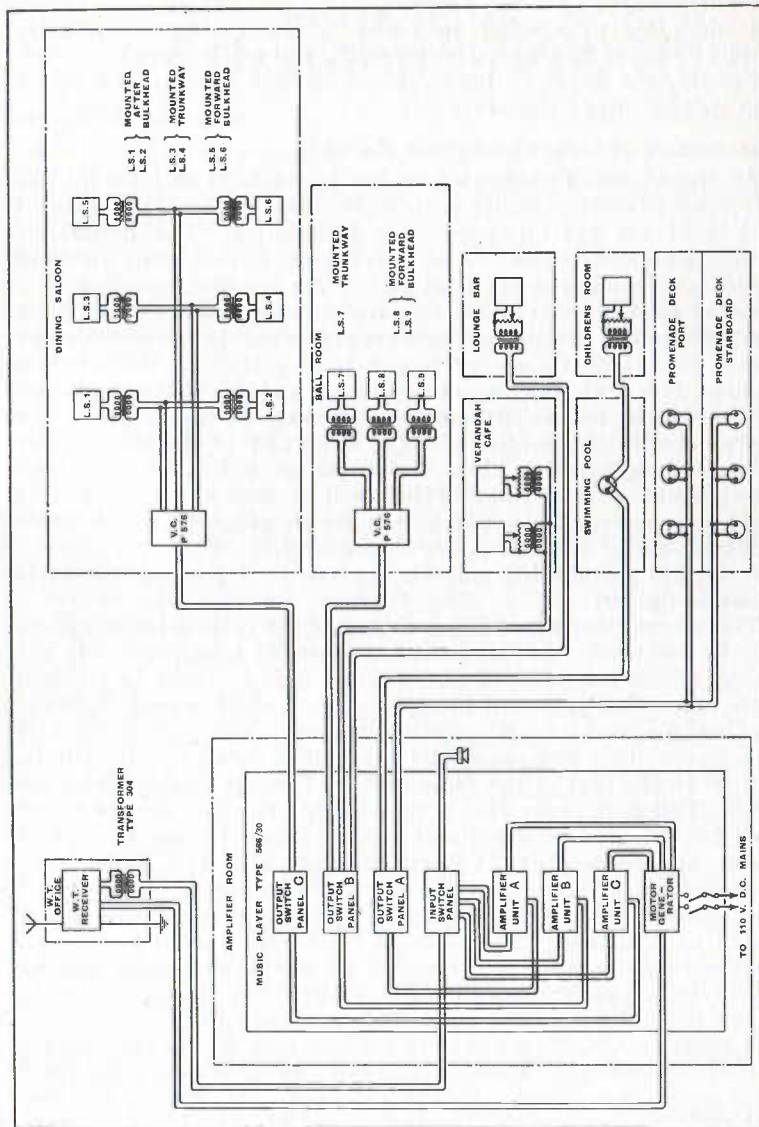 DINING SALOON
L.S.1
L.S.2
MOUNTED
AFTER
BULKHEAD
L.S.3
L.S.4
MOUNTED
TRUNKWAY
L.S.5
L.S.6
MOUNTED
FORWARD
BULKHEAD
L.S.1
L.S.3
L.S.5
L.S.2
L.S.4
L.S.6
V.C.
P 576
BALL ROOM
L.S.7
MOUNTED
TRUNKWAY
L.S.8
L.S.9
MOUNTED
FORWARD
BULKHEAD
L.S.7
L.S.8
L.S.9
V.C.
P 576
VERANDAH
CAFE
LOUNGE BAR
SWIMMING POOL
CHILDRENS ROOM
PROMENADE DECK
PORT
PROMENADE DECK
STARBOARD
W.T.
OFFICE
W.T.
RECEIVER
TRANSFORMER
TYPE 304
AMPLIFIER ROOM
MUSIC PLAYER TYPE 586/30
OUTPUT
SWITCH
PANEL C
OUTPUT
SWITCH
PANEL B
OUTPUT
SWITCH
PANEL A
INPUT
SWITCH
PANEL
AMPLIFIER
UNIT A
AMPLIFIER
UNIT B
AMPLIFIER
UNIT C
MOTOR
GENE-
RATOR
TO 110 V. D.C. MAINS